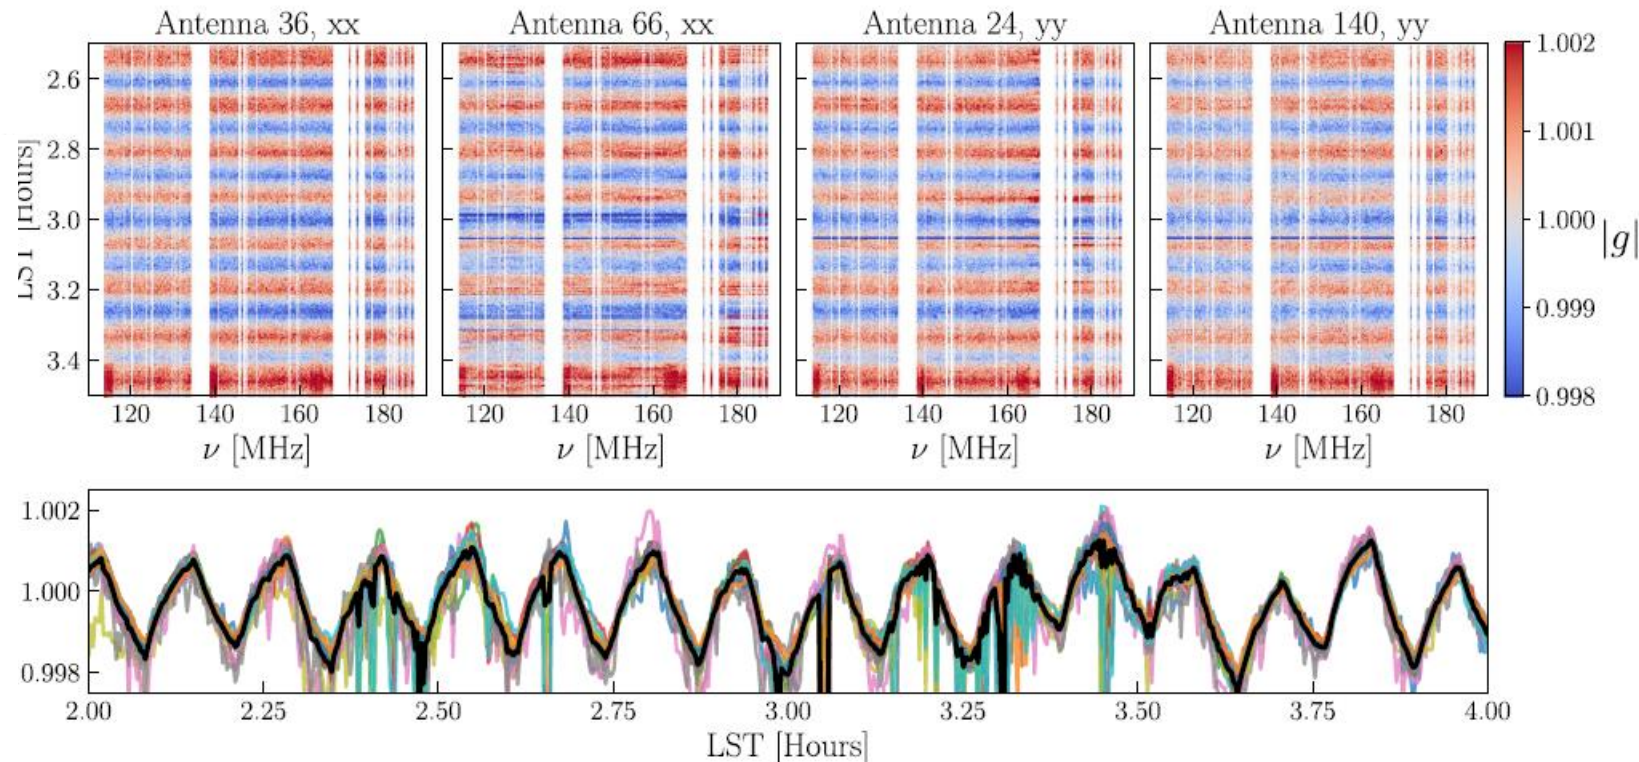 Antenna 36, xx
Antenna 66, xx
Antenna 24, yy
Antenna 140, yy
2.6
2.8
3.0
3.2
3.4
LST [Hours]
120 140 160 180
120 140 160 180
120 140 160 180
120 140 160 180
ν [MHz]
ν [MHz]
ν [MHz]
ν [MHz]
1.002
1.001
1.000
0.999
0.998
|g|
1.002
1.000
0.998
2.00 2.25 2.50 2.75 3.00 3.25 3.50 3.75 4.00
LST [Hours]